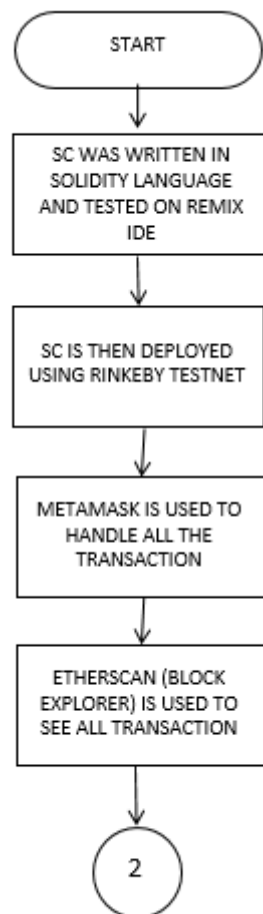 START
SC WAS WRITTEN IN
SOLIDITY LANGUAGE
AND TESTED ON REMIX
IDE
SC IS THEN DEPLOYED
USING RINKEBY TESTNET
METAMASK IS USED TO
HANDLE ALL THE
TRANSACTION
ETHERSCAN (BLOCK
EXPLORER) IS USED TO
SEE ALL TRANSACTION
2